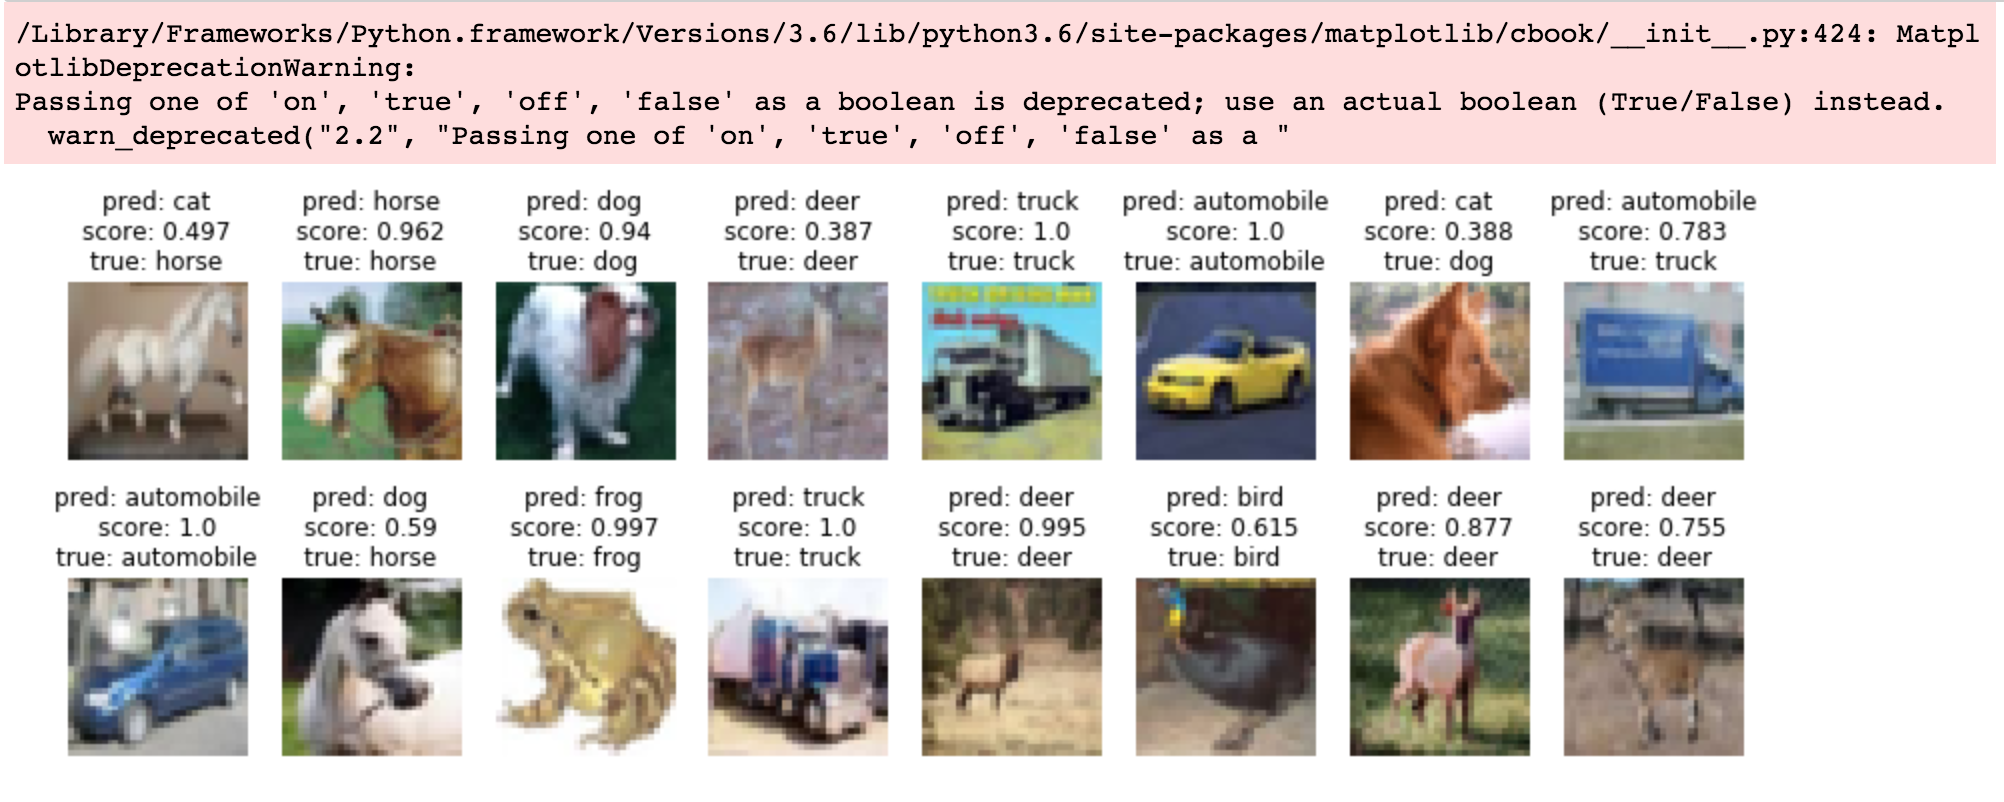 /Library/Frameworks/Python.framework/Versions/3.6/lib/python3.6/site-packages/matplotlib/cbook/__init__.py:424: Matpl
otlibDeprecationWarning:
Passing one of 'on', 'true', 'off', 'false' as a boolean is deprecated; use an actual boolean (True/False) instead.
  warn_deprecated("2.2", "Passing one of 'on', 'true', 'off', 'false' as a "
pred: cat
score: 0.497
true: horse
pred: horse
score: 0.962
true: horse
pred: dog
score: 0.94
true: dog
pred: deer
score: 0.387
true: deer
pred: truck
score: 1.0
true: truck
pred: automobile
score: 1.0
true: automobile
pred: cat
score: 0.388
true: dog
pred: automobile
score: 0.783
true: truck
pred: automobile
score: 1.0
true: automobile
pred: dog
score: 0.59
true: horse
pred: frog
score: 0.997
true: frog
pred: truck
score: 1.0
true: truck
pred: deer
score: 0.995
true: deer
pred: bird
score: 0.615
true: bird
pred: deer
score: 0.877
true: deer
pred: deer
score: 0.755
true: deer